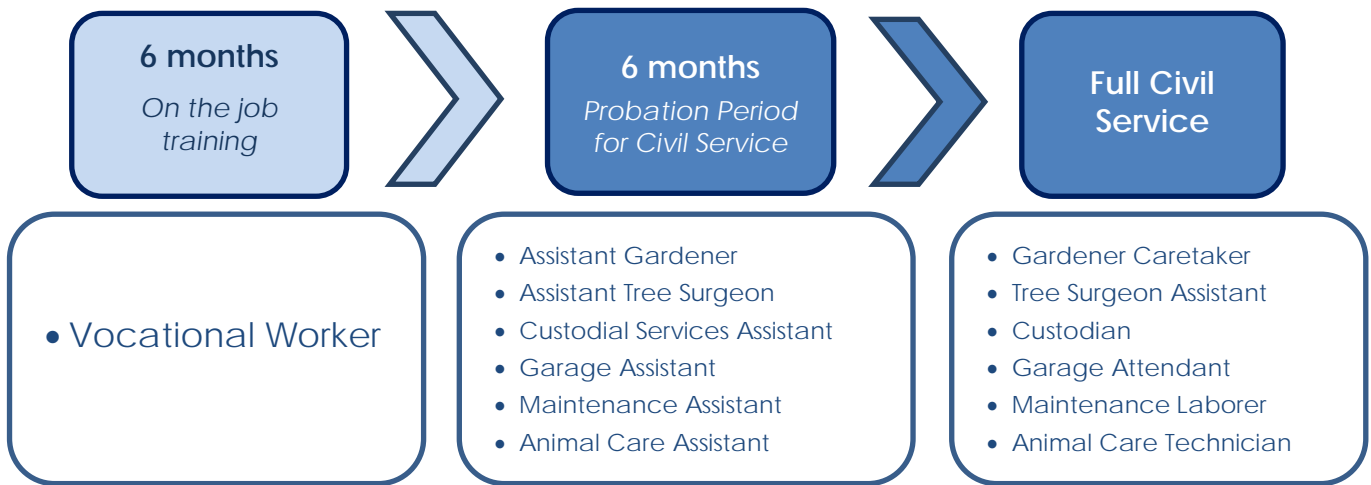 6 months
On the job
training
6 months
Probation Period
for Civil Service
Full Civil
Service
• Vocational Worker
• Assistant Gardener
• Assistant Tree Surgeon
• Custodial Services Assistant
• Garage Assistant
• Maintenance Assistant
• Animal Care Assistant
• Gardener Caretaker
• Tree Surgeon Assistant
• Custodian
• Garage Attendant
• Maintenance Laborer
• Animal Care Technician